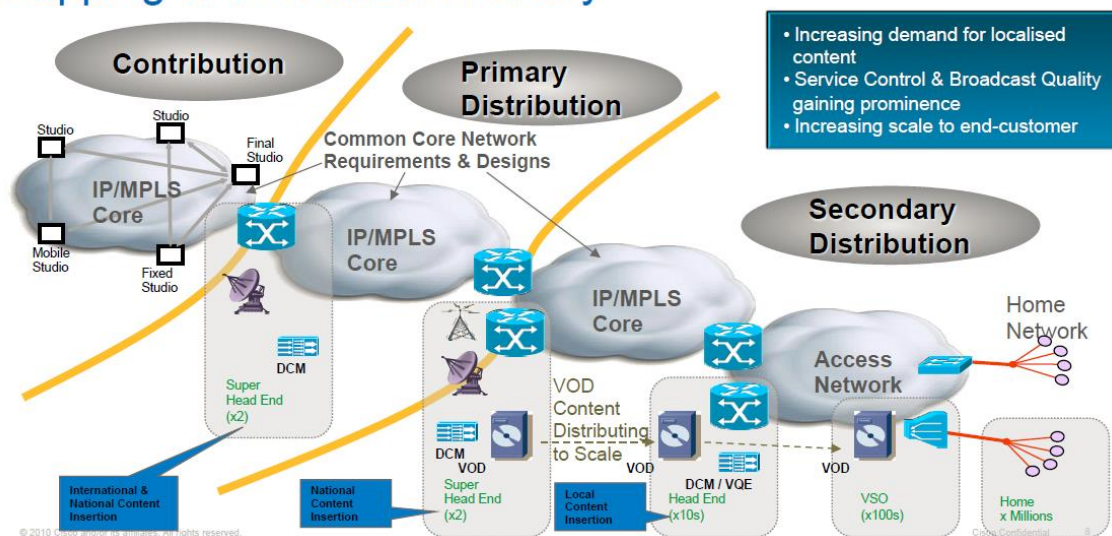 Contribution
Primary
Distribution
• Increasing demand for localised
content
• Service Control & Broadcast Quality
gaining prominence
• Increasing scale to end-customer
Studio
Studio
Final
Studio
Common Core Network
Requirements & Designs
IP/MPLS
Core
Mobile
Studio
Fixed
Studio
IP/MPLS
Core
Secondary
Distribution
IP/MPLS
Core
Home
Network
Access
Network
DCM
Super
Head End
(x2)
VOD
Content
Distributing
to Scale
DCM
VOD
Super
Head End
(x2)
VOD
DCM / VQE
Head End
(x10s)
VOD
VSO
(x100s)
Home
x Millions
International &
National Content
Insertion
National
Content
Insertion
Local
Content
Insertion
© 2010 Cisco and/or its affiliates. All rights reserved.
Cisco Confidential
8